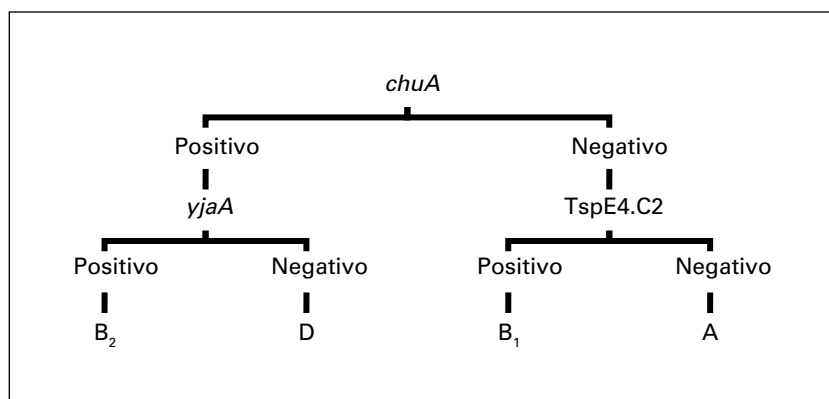 chuA
Positivo Negativo
yjaA TspE4.C2
Positivo Negativo Positivo Negativo
B₂ D B₁ A